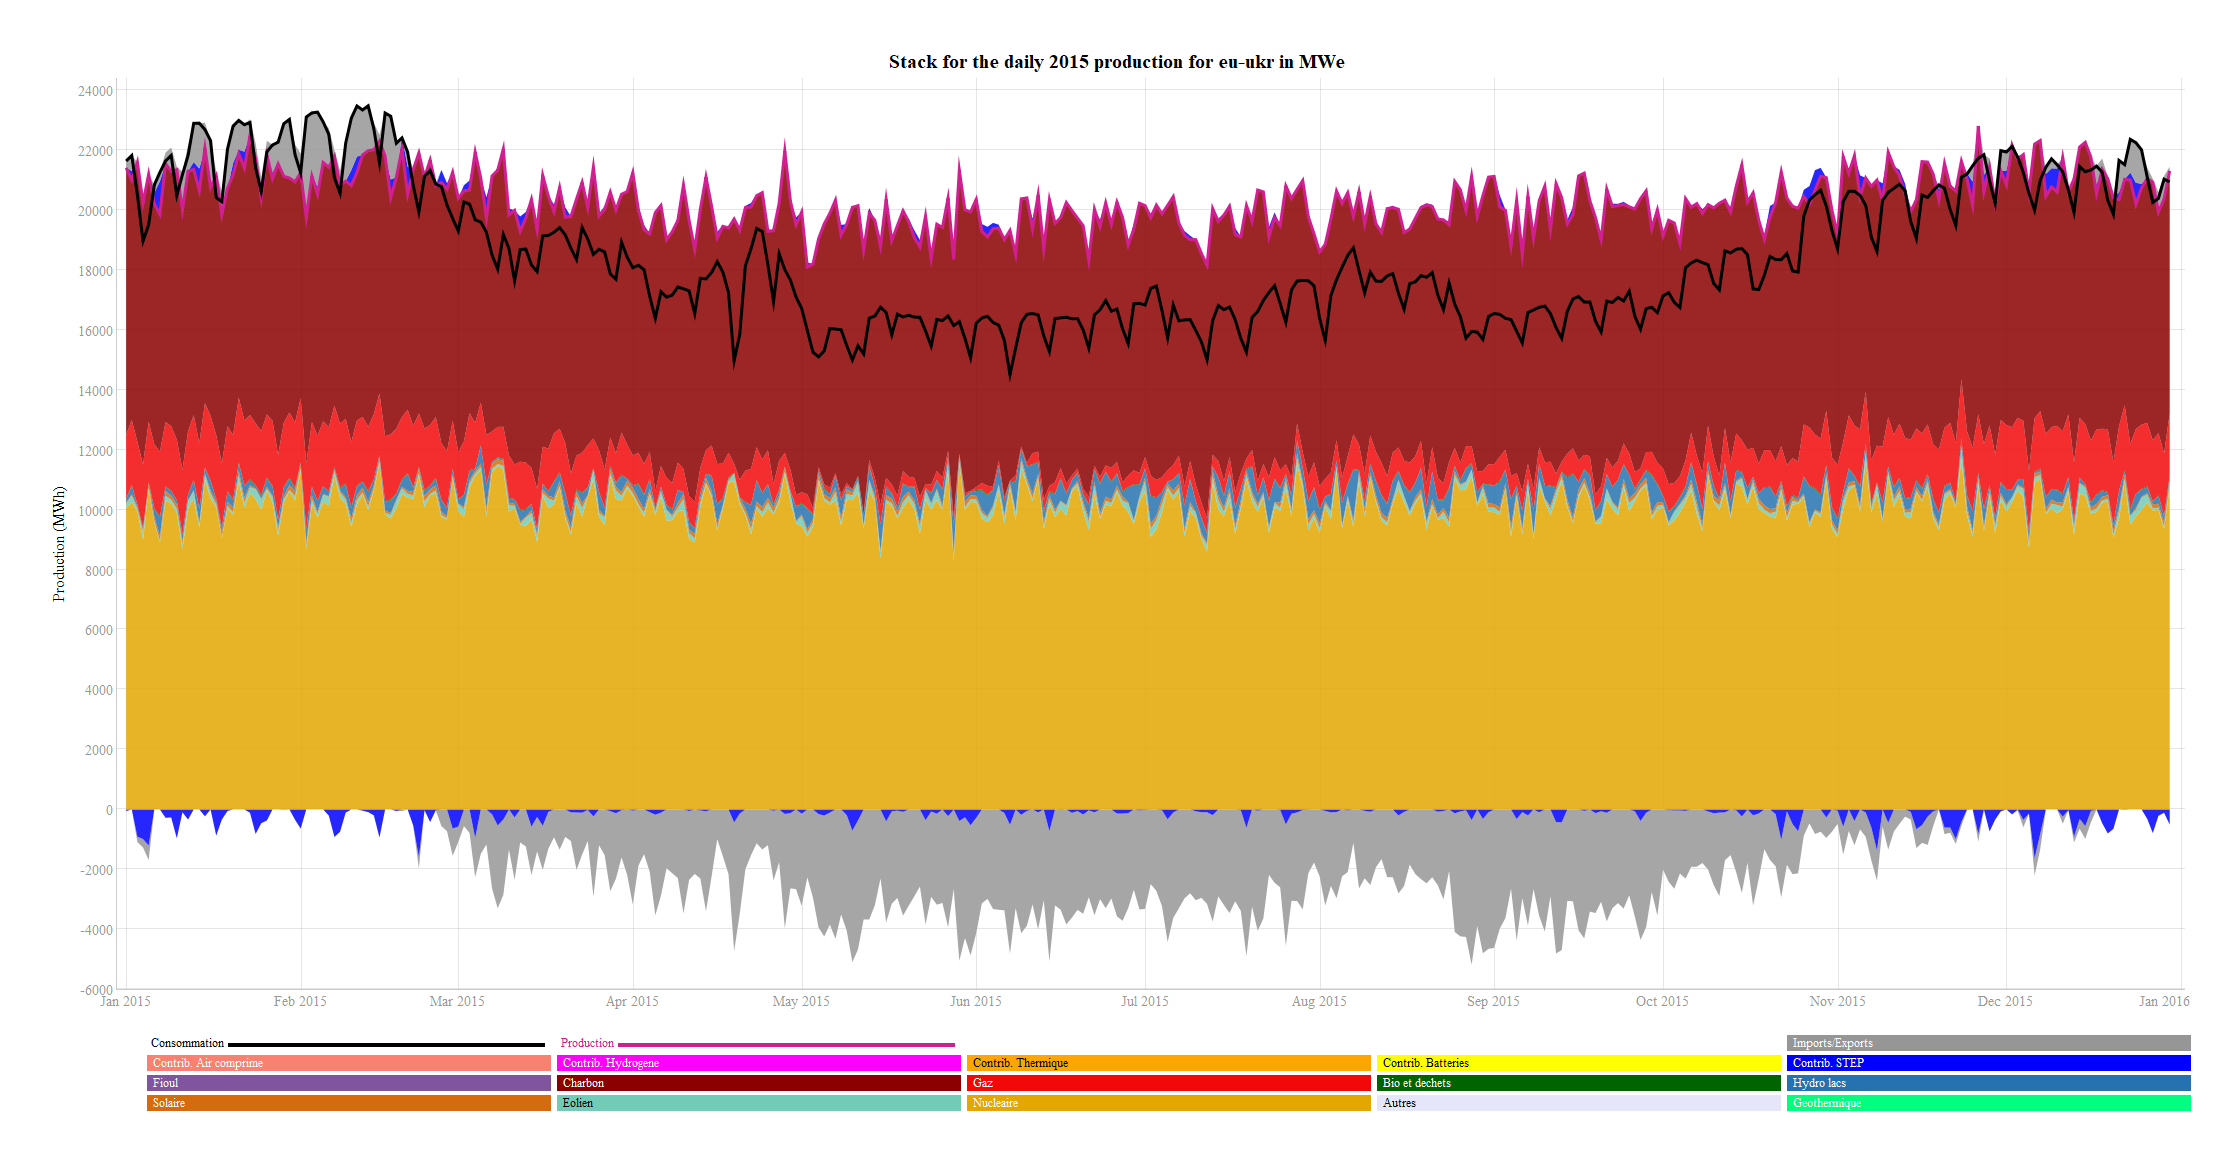 Stack for the daily 2015 production for eu-ukr in MWe
Production (MWh)
24000
22000
20000
18000
16000
14000
12000
10000
8000
6000
4000
2000
0
-2000
-4000
-6000
Jan 2015 Feb 2015 Mar 2015 Apr 2015 May 2015 Jun 2015 Jul 2015 Aug 2015 Sep 2015 Oct 2015 Nov 2015 Dec 2015 Jan 2016
Consommation Production Imports/Exports
Contrib. Air comprime Contrib. Hydrogene Contrib. Thermique Contrib. Batteries Contrib. STEP
Fioul Charbon Gaz Bio et dechets Hydro lacs
Solaire Eolien Nucleaire Autres Geothermique